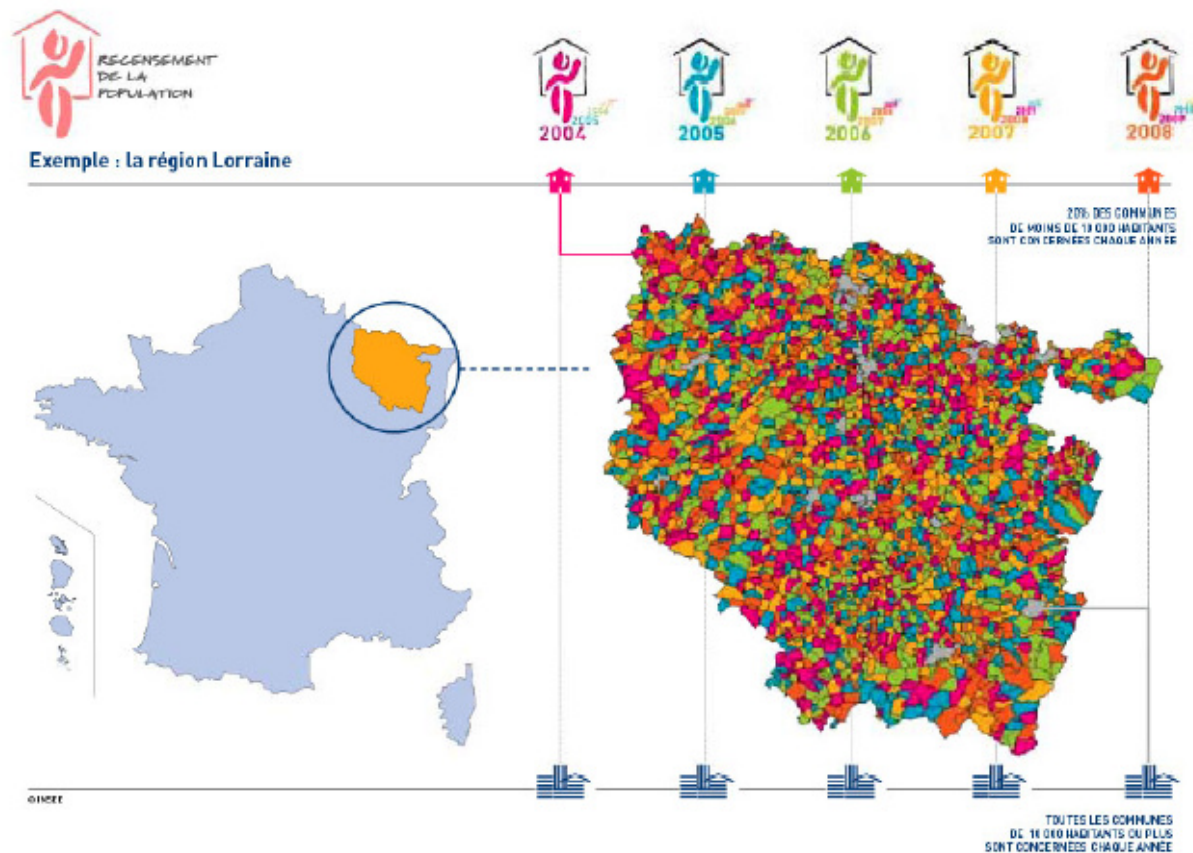 RECENSEMENT
DE LA
POPULATION
2004
2005
2006
2007
2008
Exemple : la région Lorraine
20% DES COMMUNES
DE MOINS DE 10 000 HABITANTS
SONT CONCERNÉES CHAQUE ANNÉE
©INSEE
TOUTES LES COMMUNES
DE 10 000 HABITANTS OU PLUS
SONT CONCERNÉES CHAQUE ANNÉE